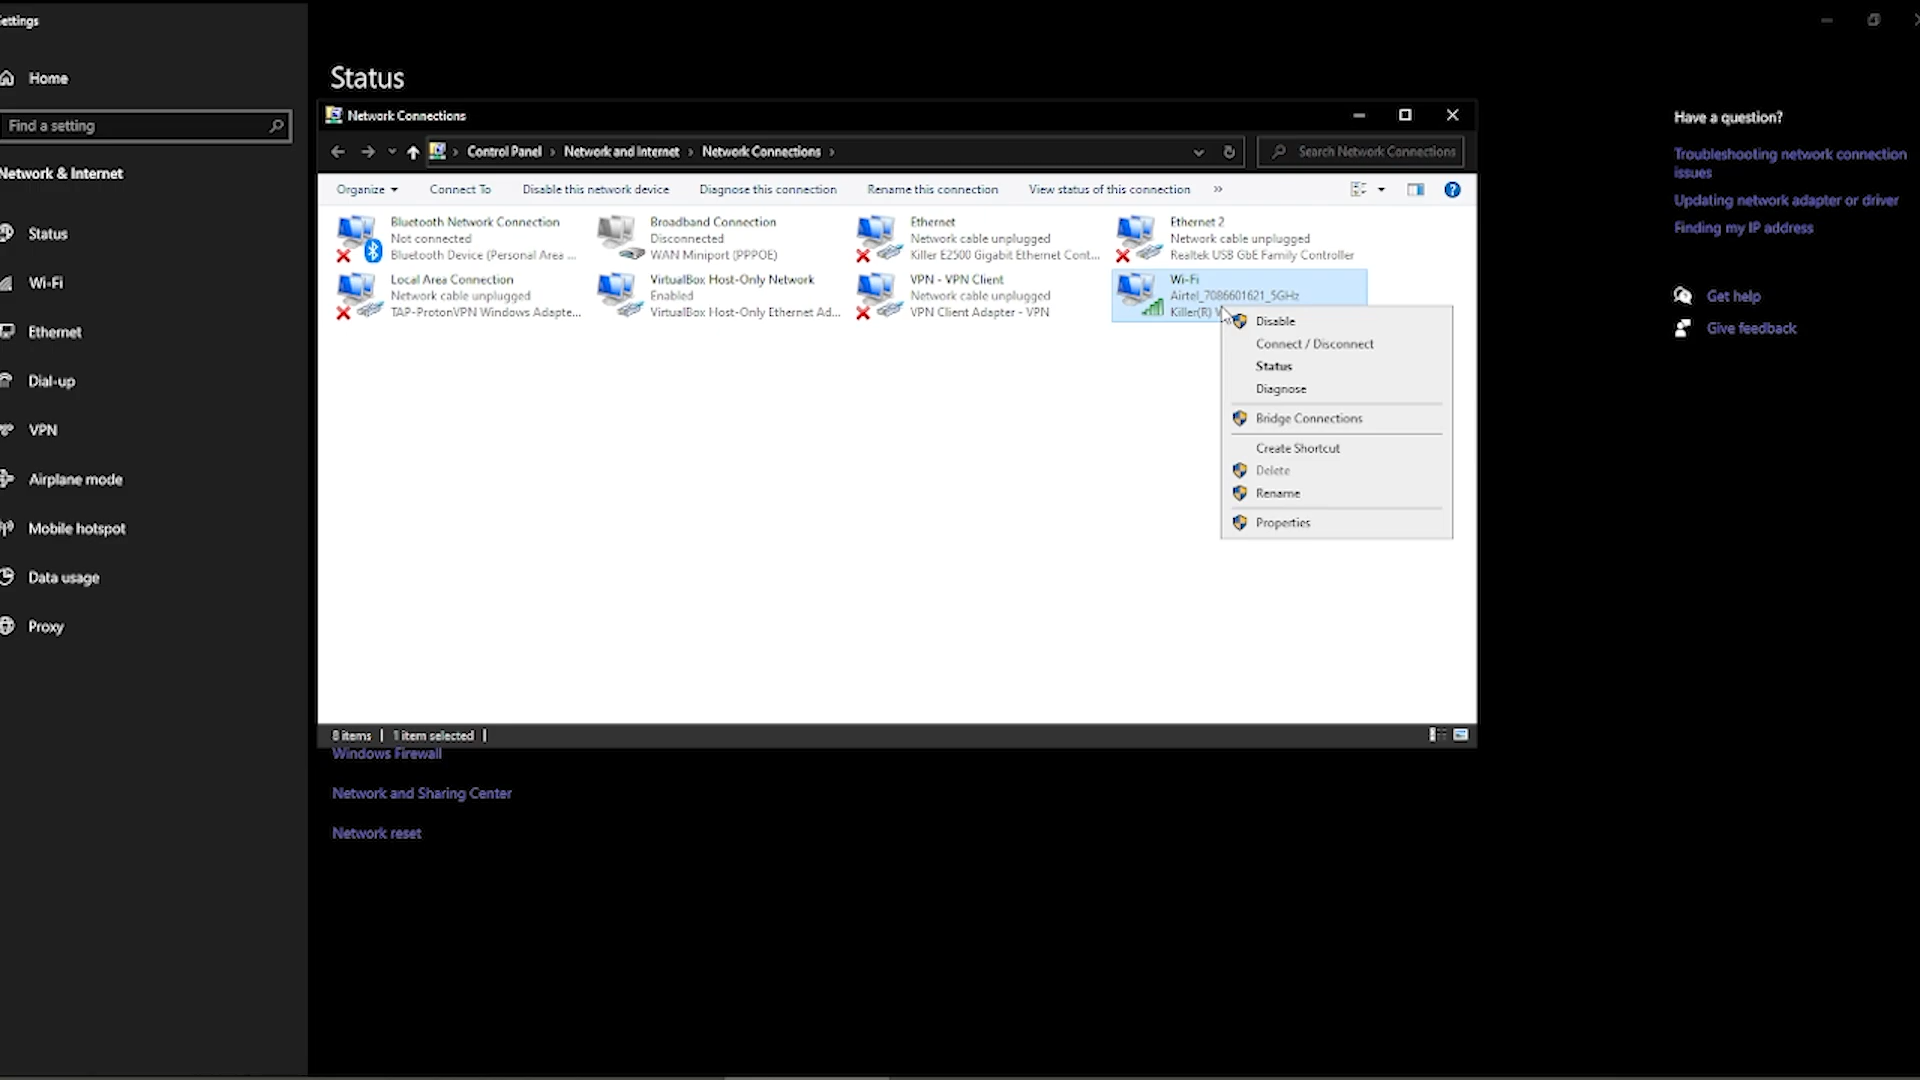 ettings
Home
Find a setting
Network & Internet
Status
Wi-Fi
Ethernet
Dial-up
VPN
Airplane mode
Mobile hotspot
Data usage
Proxy
Status
Network Connections
Control Panel
Network and Internet
Network Connections
Search Network Connections
Organize
Connect To
Disable this network device
Diagnose this connection
Rename this connection
View status of this connection
»
Bluetooth Network Connection
Not connected
Bluetooth Device (Personal Area ...
Broadband Connection
Disconnected
WAN Miniport (PPPOE)
Ethernet
Network cable unplugged
Killer E2500 Gigabit Ethernet Cont...
Ethernet 2
Network cable unplugged
Realtek USB GbE Family Controller
Local Area Connection
Network cable unplugged
TAP-ProtonVPN Windows Adapte...
VirtualBox Host-Only Network
Enabled
VirtualBox Host-Only Ethernet Ad...
VPN - VPN Client
Network cable unplugged
VPN Client Adapter - VPN
Wi-Fi
Airtel_7086601621_5GHz
Killer(R)
Disable
Connect / Disconnect
Status
Diagnose
Bridge Connections
Create Shortcut
Delete
Rename
Properties
8 items
1 item selected
Windows Firewall
Network and Sharing Center
Network reset
Have a question?
Troubleshooting network connection
issues
Updating network adapter or driver
Finding my IP address
Get help
Give feedback